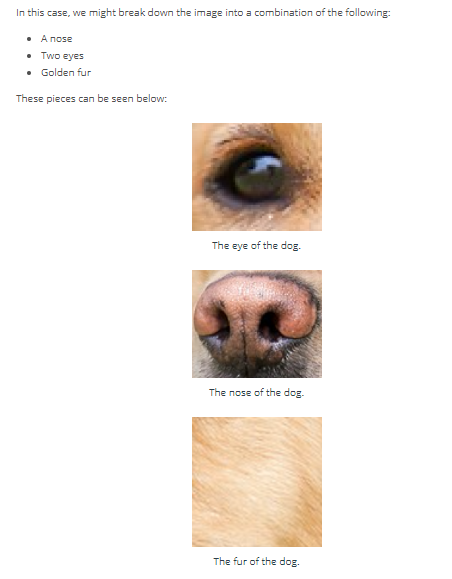 In this case, we might break down the image into a combination of the following:
• A nose
• Two eyes
• Golden fur
These pieces can be seen below:
The eye of the dog.
The nose of the dog.
The fur of the dog.